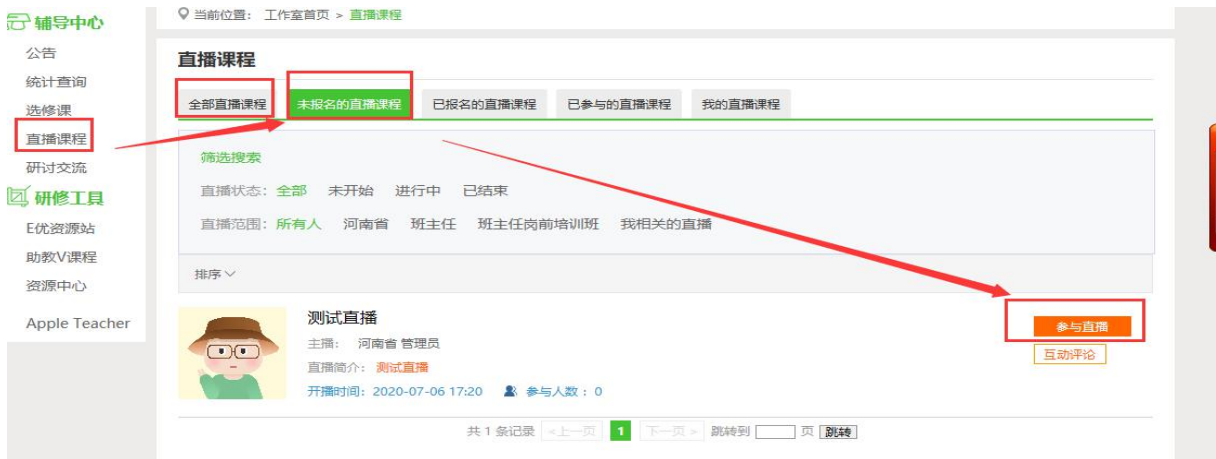 辅导中心
公告
统计查询
选修课
直播课程
研讨交流
研修工具
E优资源站
助教V课程
资源中心
Apple Teacher
当前位置： 工作室首页 > 直播课程
直播课程
全部直播课程 未报名的直播课程 已报名的直播课程 已参与的直播课程 我的直播课程
筛选搜索
直播状态：全部 未开始 进行中 已结束
直播范围：所有人 河南省 班主任 班主任岗前培训班 我相关的直播
排序
测试直播
主播： 河南省 管理员
直播简介： 测试直播
开播时间：2020-07-06 17:20 参与人数：0
参与直播
互动评论
共 1 条记录 <上一页 1 下一页> 跳转到 页 跳转